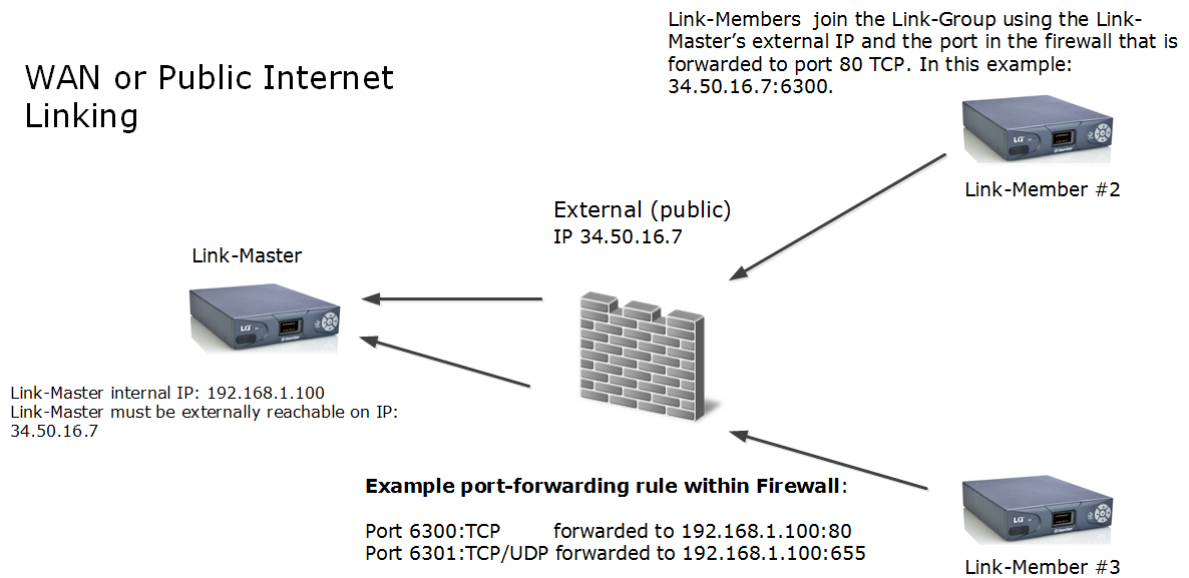 WAN or Public Internet
Linking
Link-Members join the Link-Group using the Link-
Master's external IP and the port in the firewall that is
forwarded to port 80 TCP. In this example:
34.50.16.7:6300.
Link-Member #2
External (public)
IP 34.50.16.7
Link-Master
Link-Master internal IP: 192.168.1.100
Link-Master must be externally reachable on IP:
34.50.16.7
Example port-forwarding rule within Firewall:
Port 6300:TCP forwarded to 192.168.1.100:80
Port 6301:TCP/UDP forwarded to 192.168.1.100:655
Link-Member #3